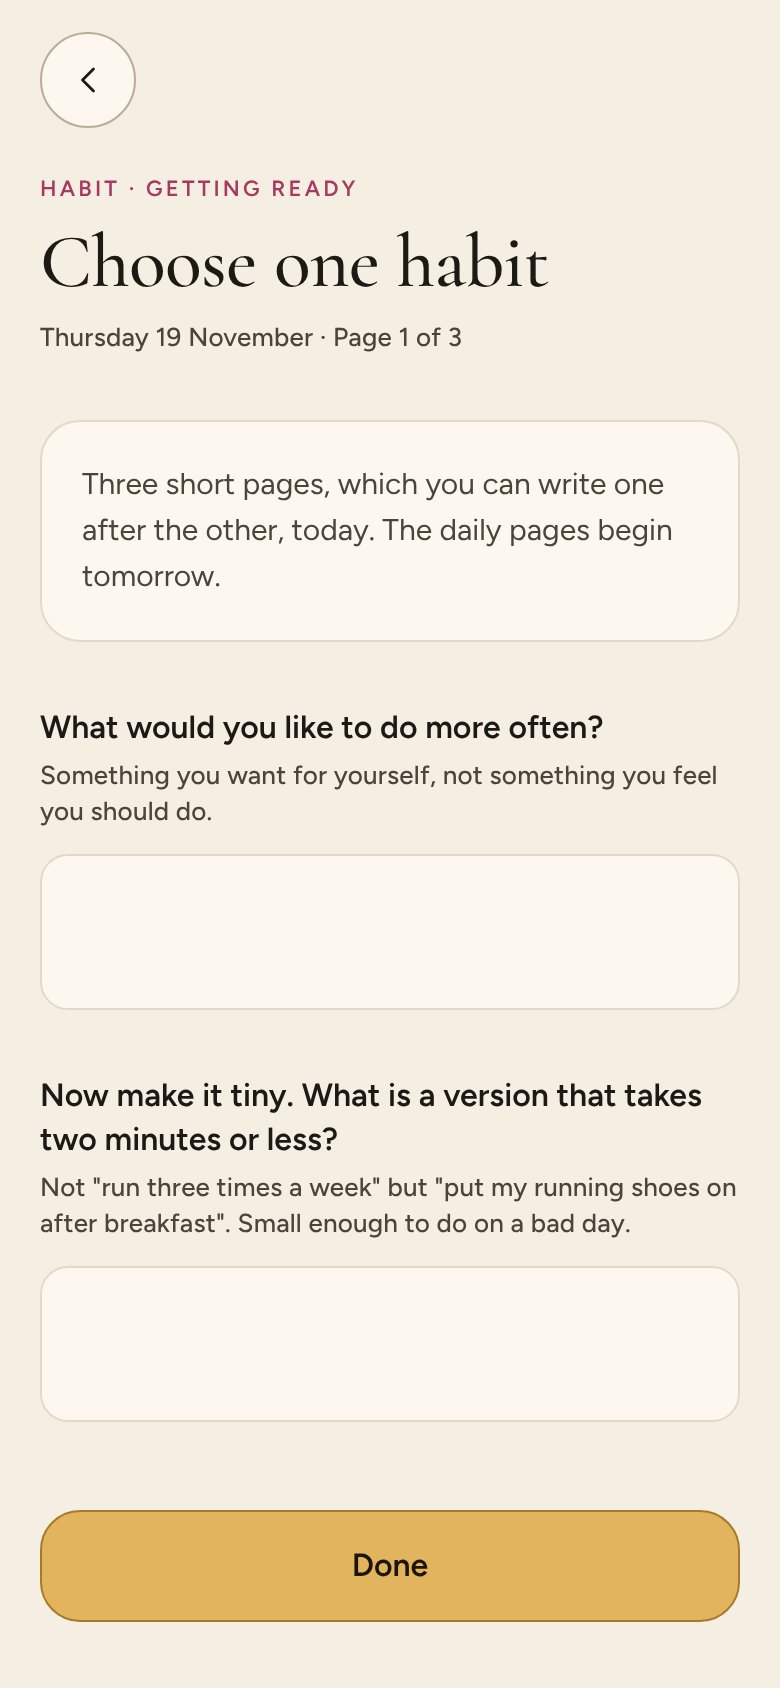 HABIT · GETTING READY
Choose one habit
Thursday 19 November · Page 1 of 3
Three short pages, which you can write one
after the other, today. The daily pages begin
tomorrow.
What would you like to do more often?
Something you want for yourself, not something you feel
you should do.
Now make it tiny. What is a version that takes
two minutes or less?
Not "run three times a week" but "put my running shoes on
after breakfast". Small enough to do on a bad day.
Done